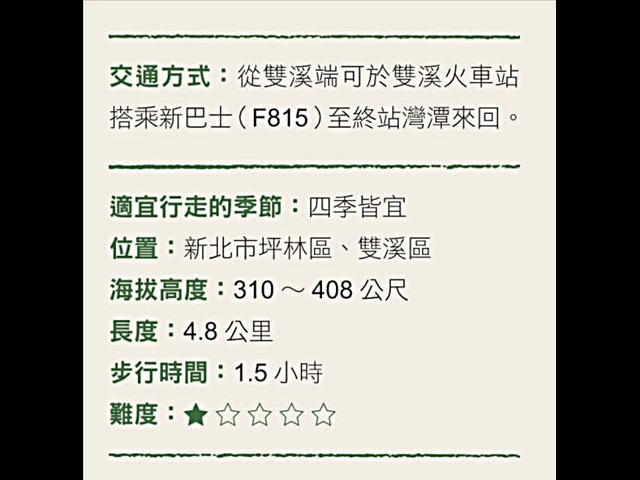 交通方式：從雙溪端可於雙溪火車站
搭乘新巴士（F815）至終站灣潭來回。
適宜行走的季節：四季皆宜
位置：新北市坪林區、雙溪區
海拔高度：310～408公尺
長度：4.8公里
步行時間：1.5小時
難度：★☆☆☆☆